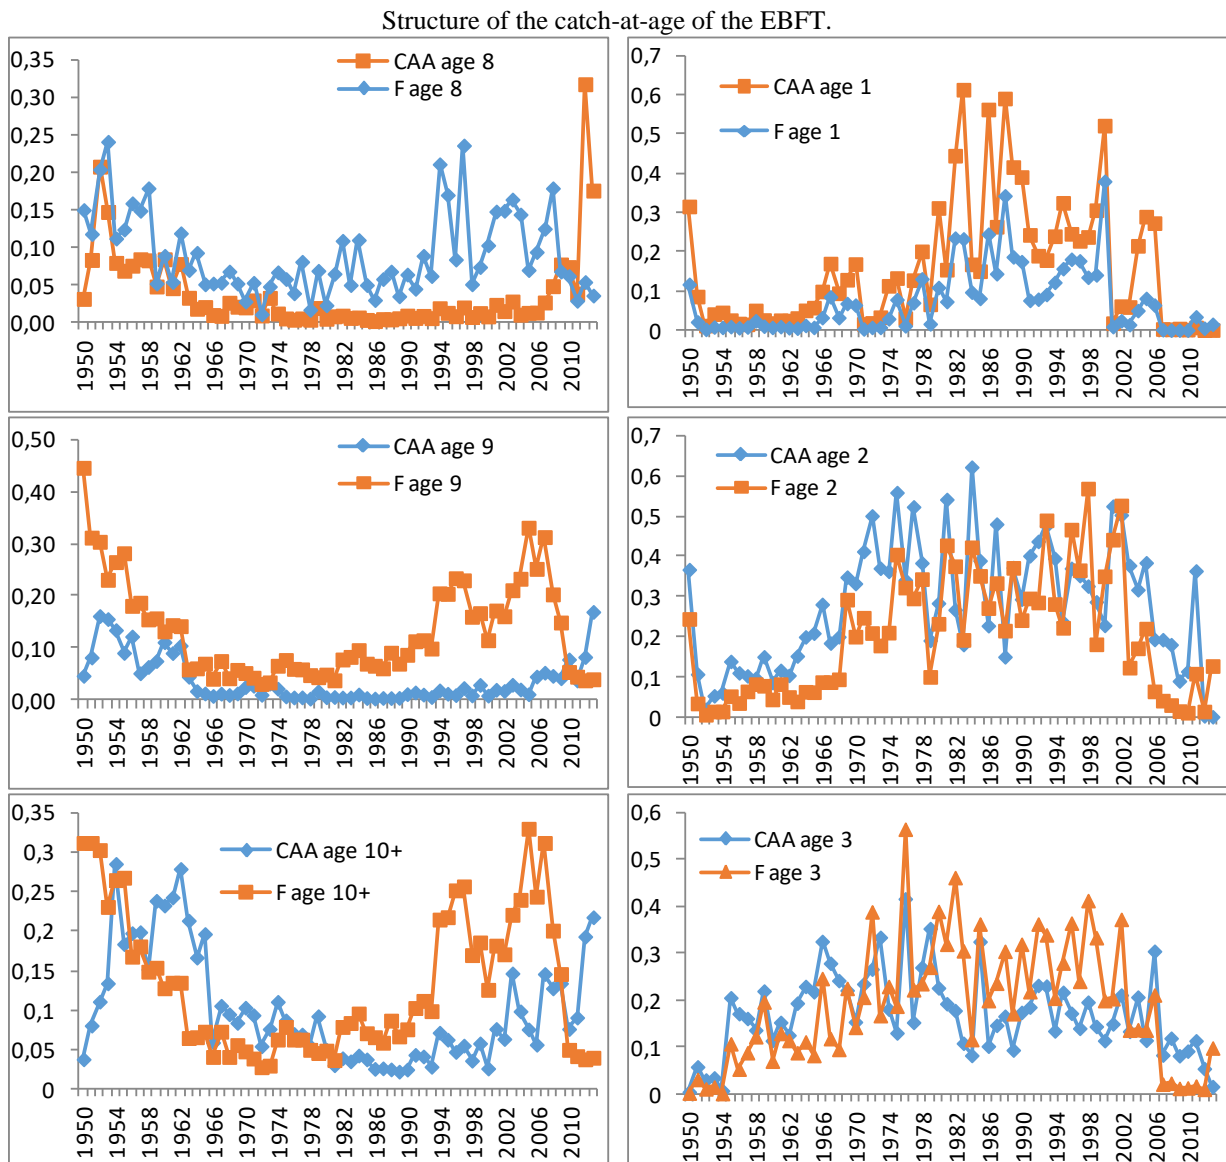 Structure of the catch-at-age of the EBFT.
0,35
0,30
0,25
0,20
0,15
0,10
0,05
0,00
CAA age 8
F age 8
1950 1954 1958 1962 1966 1970 1974 1978 1982 1986 1990 1994 1998 2002 2006 2010
0,7
0,6
0,5
0,4
0,3
0,2
0,1
0
CAA age 1
F age 1
1950 1954 1958 1962 1966 1970 1974 1978 1982 1986 1990 1994 1998 2002 2006 2010
0,50
0,40
0,30
0,20
0,10
0,00
CAA age 9
F age 9
1950 1954 1958 1962 1966 1970 1974 1978 1982 1986 1990 1994 1998 2002 2006 2010
0,7
0,6
0,5
0,4
0,3
0,2
0,1
0
CAA age 2
F age 2
1950 1954 1958 1962 1966 1970 1974 1978 1982 1986 1990 1994 1998 2002 2006 2010
0,35
0,3
0,25
0,2
0,15
0,1
0,05
0
CAA age 10+
F age 10+
1950 1954 1958 1962 1966 1970 1974 1978 1982 1986 1990 1994 1998 2002 2006 2010
0,6
0,5
0,4
0,3
0,2
0,1
0
CAA age 3
F age 3
1950 1954 1958 1962 1966 1970 1974 1978 1982 1986 1990 1994 1998 2002 2006 2010